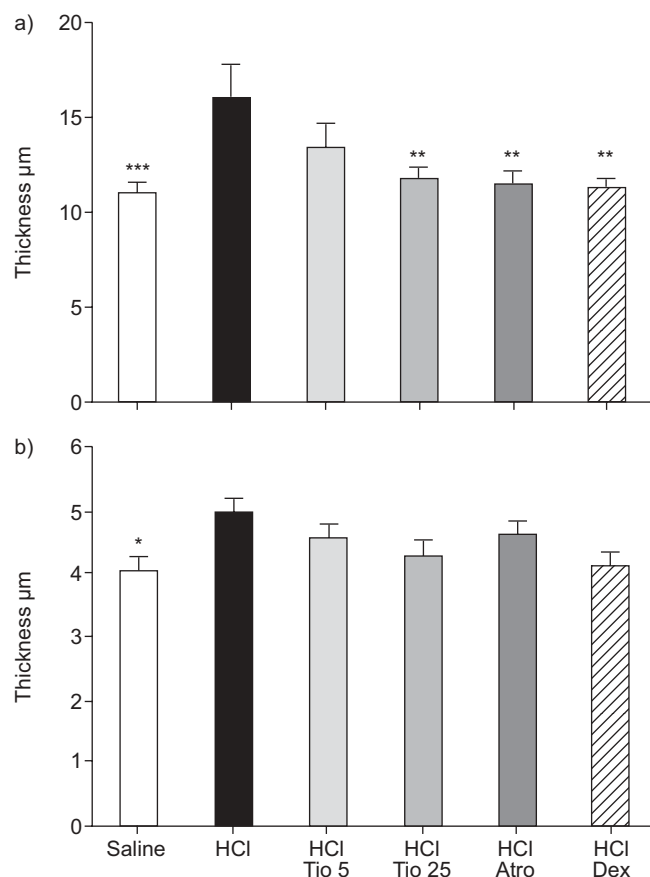 a)
20
15
10
5
0
Thickness µm
***
**
**
**
b)
6
5
4
3
2
1
0
Thickness µm
*
Saline
HCl
HCl
Tio 5
HCl
Tio 25
HCl
Atro
HCl
Dex